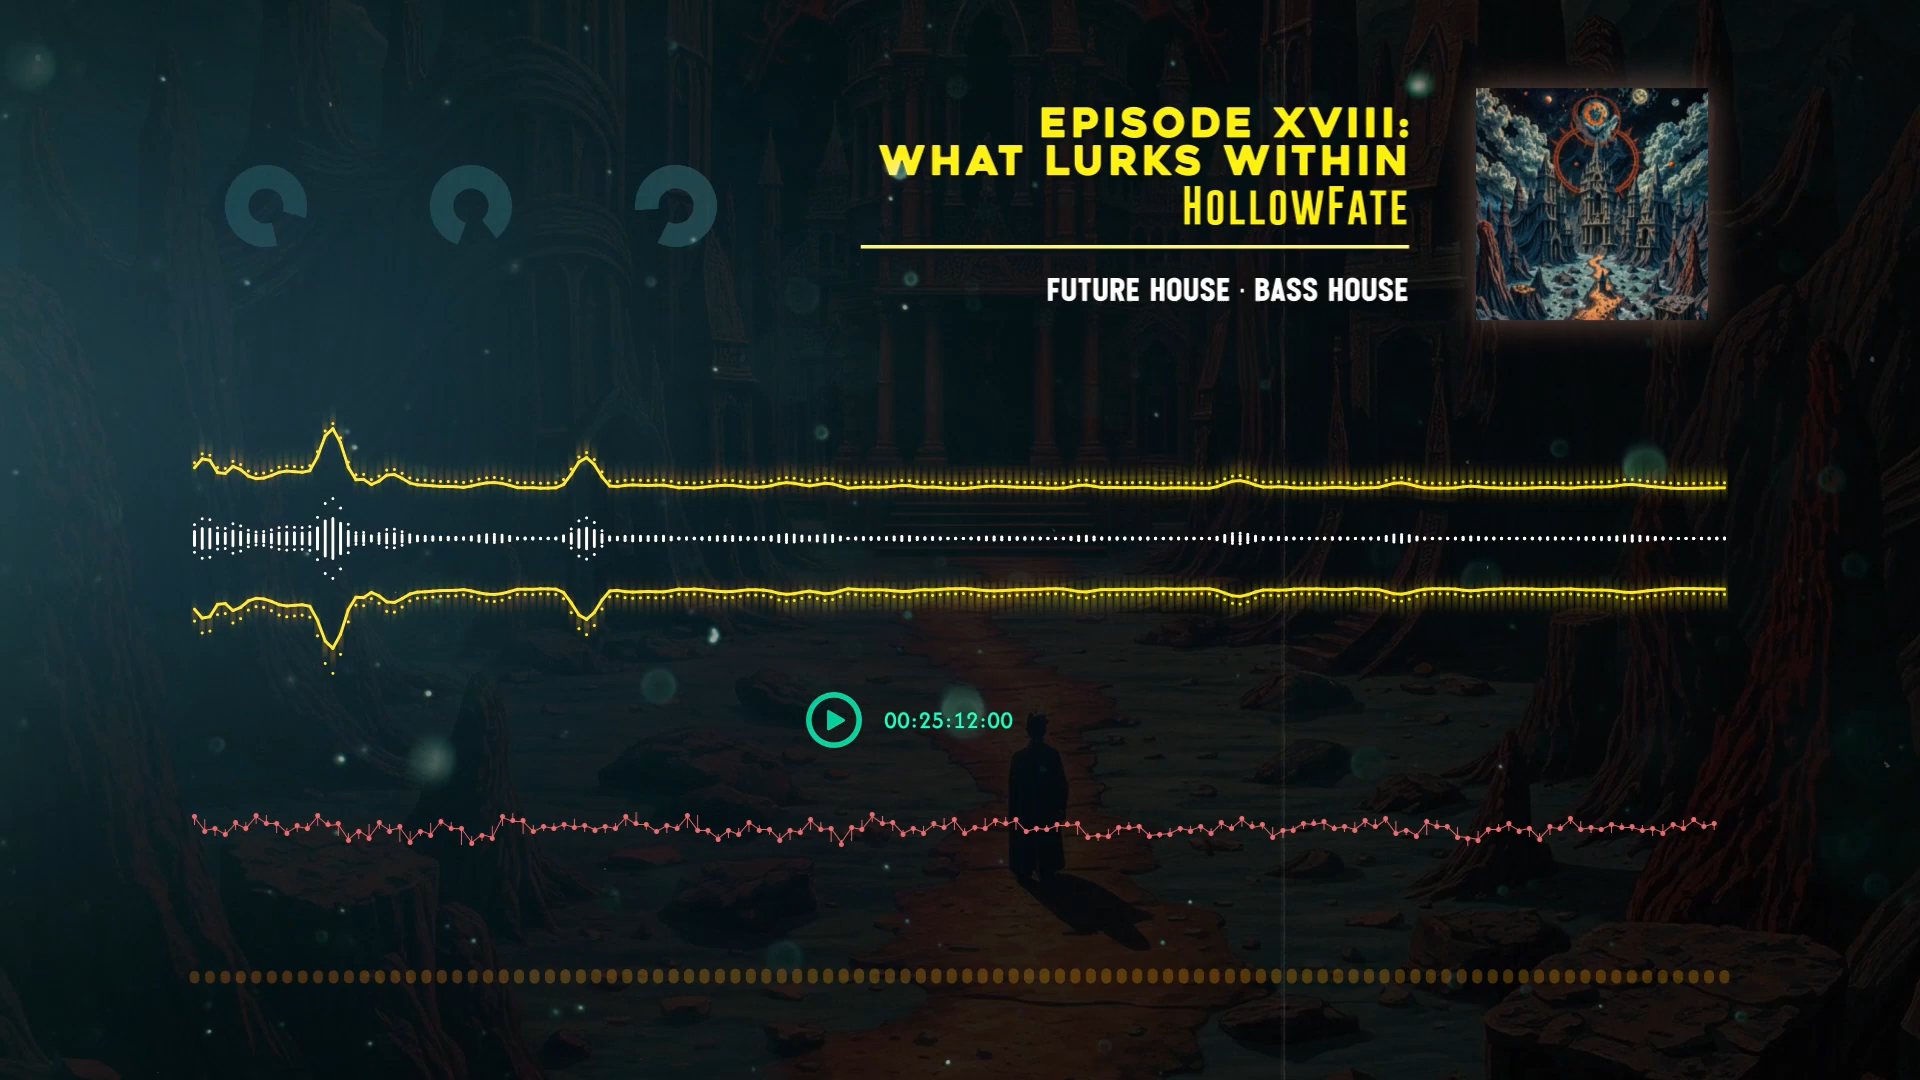 EPISODE XVIII:
WHAT LURKS WITHIN
HOLLOWFATE
FUTURE HOUSE · BASS HOUSE
00:25:12:00